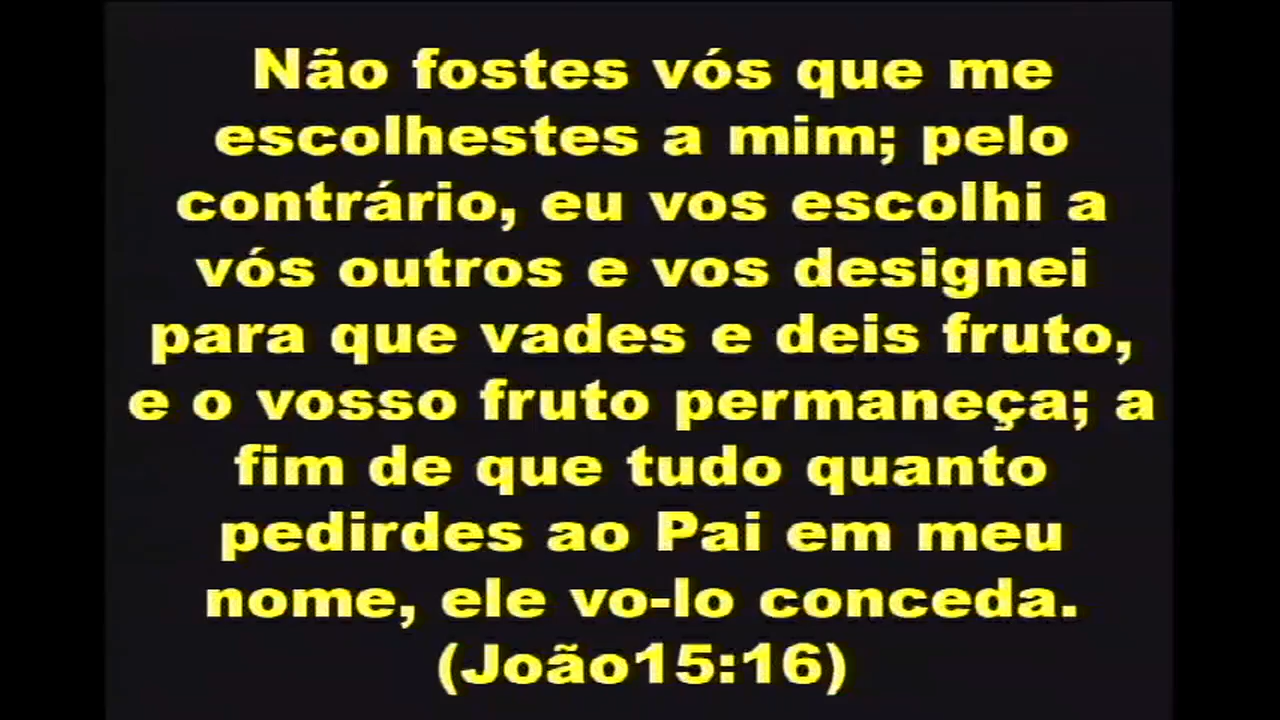 Não fostes vós que me
escolhestes a mim; pelo
contrário, eu vos escolhi a
vós outros e vos designei
para que vades e deis fruto,
e o vosso fruto permaneça; a
fim de que tudo quanto
pedirdes ao Pai em meu
nome, ele vo-lo conceda.
(João15:16)